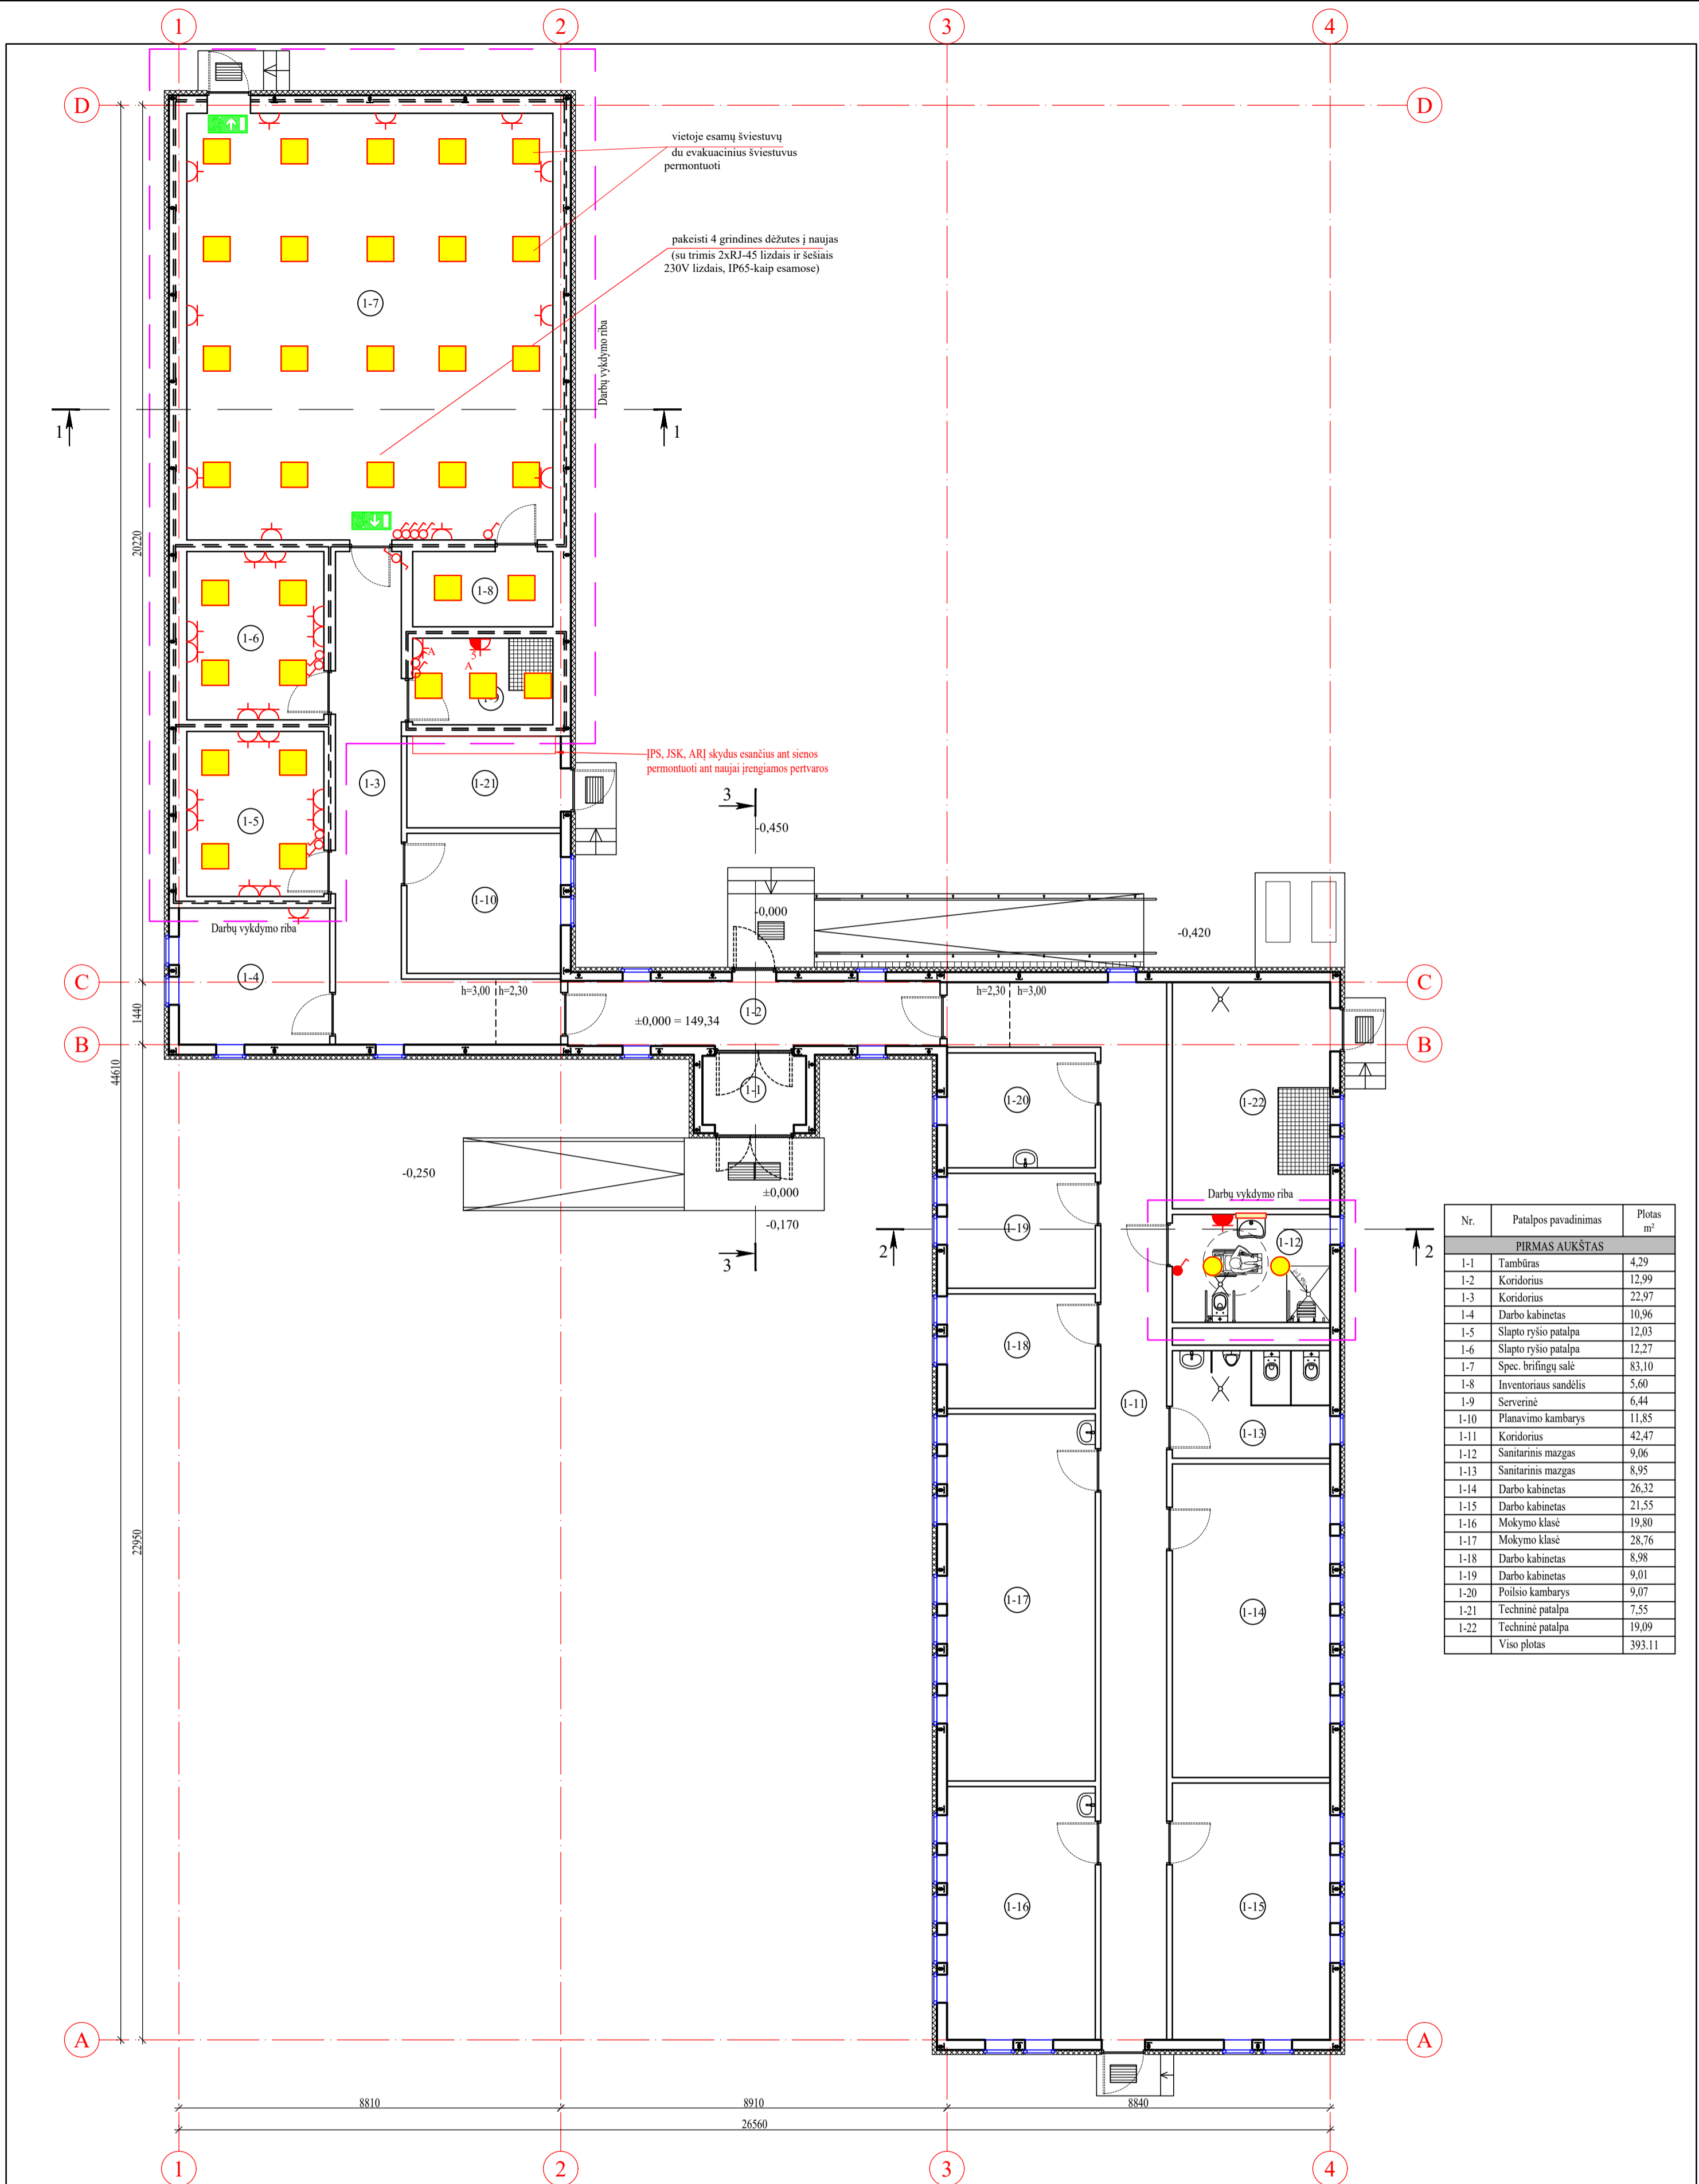 1 2 3 4
D D
vietoje esamų šviestuvų
du evakuacinius šviestuvus
permontuoti
pakeisti 4 grindines dėžutes į naujas
(su trimis 2xRJ-45 lizdais ir šešiais
230V lizdais, IP65-kaip esamose)
1-7
Darbų vykdymo riba
1 1
20220
1-8
1-6
A
3
A
1-9
ĮPS, JSK, ARĮ skydus esančius ant sienos
permontuoti ant naujai įrengiamos pertvaros
1-3
1-21
3
-0,450
1-5
1-10
-0,000
Darbų vykdymo riba
-0,420
1-4
C C
h=3,00 h=2,30
h=2,30 h=3,00
1440
1-2
±0,000 = 149,34
B B
44610
1-1
1-20
1-22
-0,250
±0,000
-0,170
3
Darbų vykdymo riba
1-19
2 2
1-12
1-18
1-11
1-13
22950
1-17
1-14
1-16
1-15
Nr. Patalpos pavadinimas Plotas
m²
PIRMAS AUKŠTAS
1-1 Tambūras 4,29
1-2 Koridorius 12,99
1-3 Koridorius 22,97
1-4 Darbo kabinetas 10,96
1-5 Slapto ryšio patalpa 12,03
1-6 Slapto ryšio patalpa 12,27
1-7 Spec. brifingų salė 83,10
1-8 Inventoriaus sandėlis 5,60
1-9 Serverinė 6,44
1-10 Planavimo kambarys 11,85
1-11 Koridorius 42,47
1-12 Sanitarinis mazgas 9,06
1-13 Sanitarinis mazgas 8,95
1-14 Darbo kabinetas 26,32
1-15 Darbo kabinetas 21,55
1-16 Mokymo klasė 19,80
1-17 Mokymo klasė 28,76
1-18 Darbo kabinetas 8,98
1-19 Darbo kabinetas 9,01
1-20 Poilsio kambarys 9,07
1-21 Techninė patalpa 7,55
1-22 Techninė patalpa 19,09
Viso plotas 393.11
A A
8810 8910 8840
26560
1 2 3 4